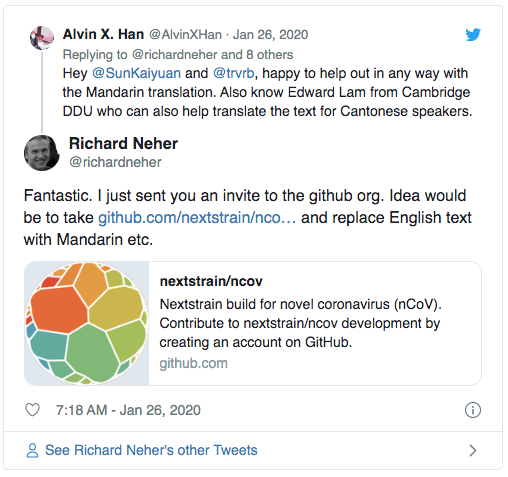 Alvin X. Han @AlvinXHan · Jan 26, 2020
Replying to @richardneher and 8 others
Hey @SunKaiyuan and @trvrb, happy to help out in any way with
the Mandarin translation. Also know Edward Lam from Cambridge
DDU who can also help translate the text for Cantonese speakers.
Richard Neher
@richardneher
Fantastic. I just sent you an invite to the github org. Idea would
be to take github.com/nextstrain/nco… and replace English text
with Mandarin etc.
nextstrain/ncov
Nextstrain build for novel coronavirus (nCoV).
Contribute to nextstrain/ncov development by
creating an account on GitHub.
github.com
7:18 AM - Jan 26, 2020
See Richard Neher's other Tweets